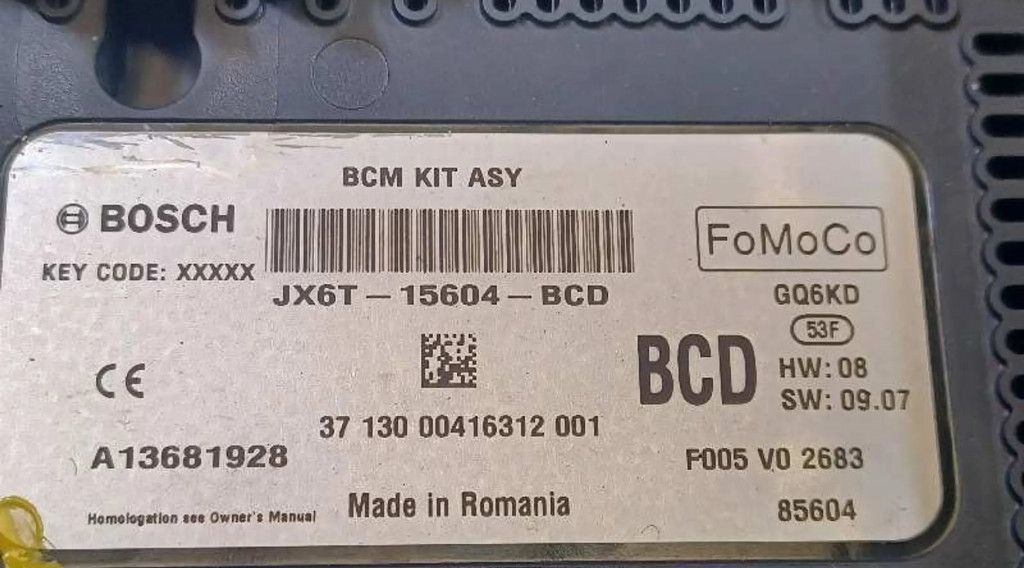 BCM KIT ASY
BOSCH
FoMoCo
KEY CODE: XXXXX
JX6T - 15604 - BCD
GQ6KD
53F
BCD
HW: 08
SW: 09.07
CE
37 130 00416312 001
A13681928
F005 V0 2683
Homologation see Owner's Manual
Made in Romania
85604